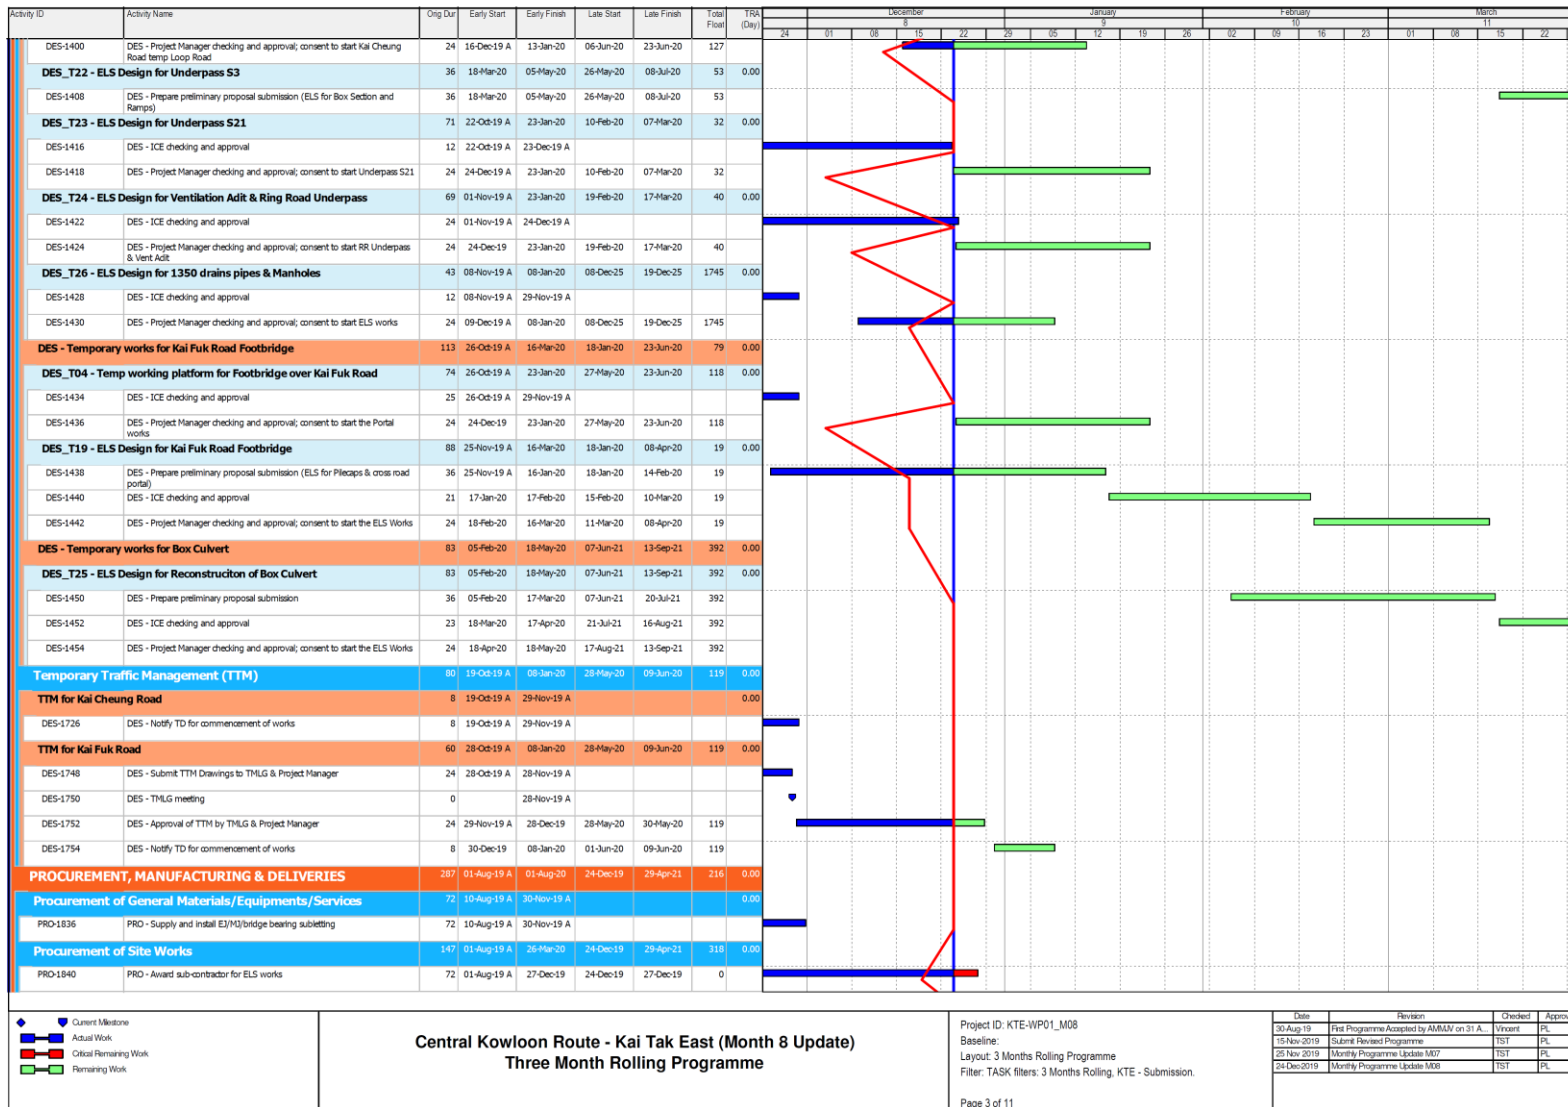 Activity ID Activity Name Orig Dur Early Start Early Finish Late Start Late Finish Total Float TRA (Day)
December January February March
8 9 10 11
24 01 08 15 22 29 05 12 19 26 02 09 16 23 01 08 15 22
DES-1400 DES - Project Manager checking and approval; consent to start Kai Cheung Road temp Loop Road 24 16-Dec-19 A 13-Jan-20 06-Jun-20 23-Jun-20 127
DES_T22 - ELS Design for Underpass S3 36 18-Mar-20 05-May-20 26-May-20 08-Jul-20 53 0.00
DES-1408 DES - Prepare preliminary proposal submission (ELS for Box Section and Ramps) 36 18-Mar-20 05-May-20 26-May-20 08-Jul-20 53
DES_T23 - ELS Design for Underpass S21 71 22-Oct-19 A 23-Jan-20 10-Feb-20 07-Mar-20 32 0.00
DES-1416 DES - ICE checking and approval 12 22-Oct-19 A 23-Dec-19 A
DES-1418 DES - Project Manager checking and approval; consent to start Underpass S21 24 24-Dec-19 A 23-Jan-20 10-Feb-20 07-Mar-20 32
DES_T24 - ELS Design for Ventilation Adit & Ring Road Underpass 69 01-Nov-19 A 23-Jan-20 19-Feb-20 17-Mar-20 40 0.00
DES-1422 DES - ICE checking and approval 24 01-Nov-19 A 24-Dec-19 A
DES-1424 DES - Project Manager checking and approval; consent to start RR Underpass & Vent Adit 24 24-Dec-19 23-Jan-20 19-Feb-20 17-Mar-20 40
DES_T26 - ELS Design for 1350 drains pipes & Manholes 43 08-Nov-19 A 08-Jan-20 08-Dec-25 19-Dec-25 1745 0.00
DES-1428 DES - ICE checking and approval 12 08-Nov-19 A 29-Nov-19 A
DES-1430 DES - Project Manager checking and approval; consent to start ELS works 24 09-Dec-19 A 08-Jan-20 08-Dec-25 19-Dec-25 1745
DES - Temporary works for Kai Fuk Road Footbridge 113 26-Oct-19 A 16-Mar-20 18-Jan-20 23-Jun-20 79 0.00
DES_T04 - Temp working platform for Footbridge over Kai Fuk Road 74 26-Oct-19 A 23-Jan-20 27-May-20 23-Jun-20 118 0.00
DES-1434 DES - ICE checking and approval 25 26-Oct-19 A 29-Nov-19 A
DES-1436 DES - Project Manager checking and approval; consent to start the Portal works 24 24-Dec-19 23-Jan-20 27-May-20 23-Jun-20 118
DES_T19 - ELS Design for Kai Fuk Road Footbridge 88 25-Nov-19 A 16-Mar-20 18-Jan-20 08-Apr-20 19 0.00
DES-1438 DES - Prepare preliminary proposal submission (ELS for Pilecaps & cross road portal) 36 25-Nov-19 A 16-Jan-20 18-Jan-20 14-Feb-20 19
DES-1440 DES - ICE checking and approval 21 17-Jan-20 17-Feb-20 15-Feb-20 10-Mar-20 19
DES-1442 DES - Project Manager checking and approval; consent to start the ELS Works 24 18-Feb-20 16-Mar-20 11-Mar-20 08-Apr-20 19
DES - Temporary works for Box Culvert 83 05-Feb-20 18-May-20 07-Jun-21 13-Sep-21 392 0.00
DES_T25 - ELS Design for Reconstruciton of Box Culvert 83 05-Feb-20 18-May-20 07-Jun-21 13-Sep-21 392 0.00
DES-1450 DES - Prepare preliminary proposal submission 36 05-Feb-20 17-Mar-20 07-Jun-21 20-Jul-21 392
DES-1452 DES - ICE checking and approval 23 18-Mar-20 17-Apr-20 21-Jul-21 16-Aug-21 392
DES-1454 DES - Project Manager checking and approval; consent to start the ELS Works 24 18-Apr-20 18-May-20 17-Aug-21 13-Sep-21 392
Temporary Traffic Management (TTM) 80 19-Oct-19 A 08-Jan-20 28-May-20 09-Jun-20 119 0.00
TTM for Kai Cheung Road 8 19-Oct-19 A 29-Nov-19 A 0.00
DES-1726 DES - Notify TD for commencement of works 8 19-Oct-19 A 29-Nov-19 A
TTM for Kai Fuk Road 60 28-Oct-19 A 08-Jan-20 28-May-20 09-Jun-20 119 0.00
DES-1748 DES - Submit TTM Drawings to TMLG & Project Manager 24 28-Oct-19 A 28-Nov-19 A
DES-1750 DES - TMLG meeting 0 28-Nov-19 A
DES-1752 DES - Approval of TTM by TMLG & Project Manager 24 29-Nov-19 A 28-Dec-19 28-May-20 30-May-20 119
DES-1754 DES - Notify TD for commencement of works 8 30-Dec-19 08-Jan-20 01-Jun-20 09-Jun-20 119
PROCUREMENT, MANUFACTURING & DELIVERIES 287 01-Aug-19 A 01-Aug-20 24-Dec-19 29-Apr-21 216 0.00
Procurement of General Materials/Equipments/Services 72 10-Aug-19 A 30-Nov-19 A 0.00
PRO-1836 PRO - Supply and install EJ/MJ/bridge bearing subletting 72 10-Aug-19 A 30-Nov-19 A
Procurement of Site Works 147 01-Aug-19 A 26-Mar-20 24-Dec-19 29-Apr-21 318 0.00
PRO-1840 PRO - Award sub-contractor for ELS works 72 01-Aug-19 A 27-Dec-19 24-Dec-19 27-Dec-19 0
Current Milestone
Actual Work
Critical Remaining Work
Remaining Work
Central Kowloon Route - Kai Tak East (Month 8 Update)
Three Month Rolling Programme
Project ID: KTE-WP01_M08
Baseline:
Layout: 3 Months Rolling Programme
Filter: TASK filters: 3 Months Rolling, KTE - Submission.
Page 3 of 11
Date Revision Checked Approv
30-Aug-19 First Programme Accepted by AMMJV on 31 A... Vincent PL
15-Nov-2019 Submit Revised Programme TST PL
25 Nov 2019 Monthly Programme Update M07 TST PL
24-Dec-2019 Monthly Programme Update M08 TST PL